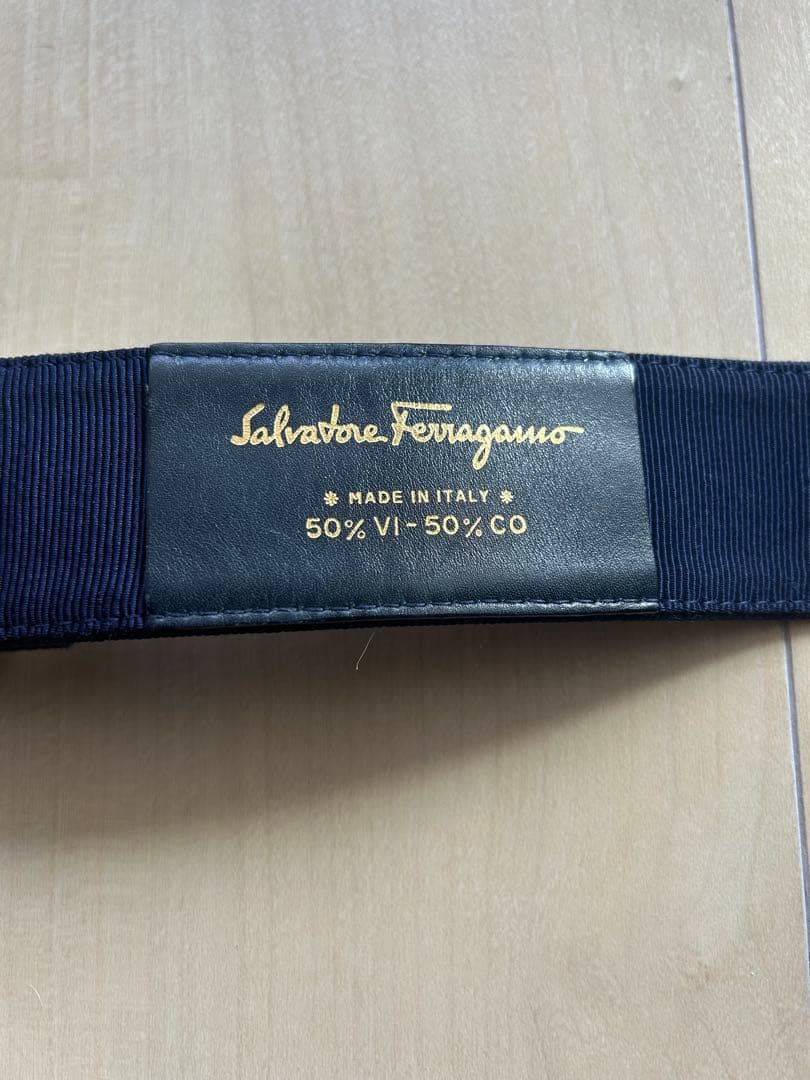 Salvatore Ferragamo
* MADE IN ITALY *
50% VI - 50% CO